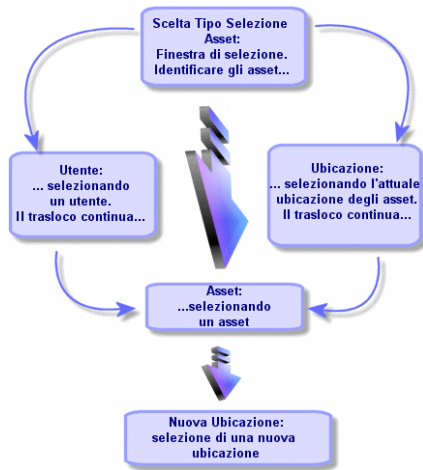 Scelta Tipo Selezione
Asset:
Finestra di selezione.
Identificare gli asset...
Utente:
... selezionando
un utente.
Il trasloco continua...
Ubicazione:
... selezionando l'attuale
ubicazione degli asset.
Il trasloco continua...
Asset:
...selezionando
un asset
Nuova Ubicazione:
selezione di una nuova
ubicazione